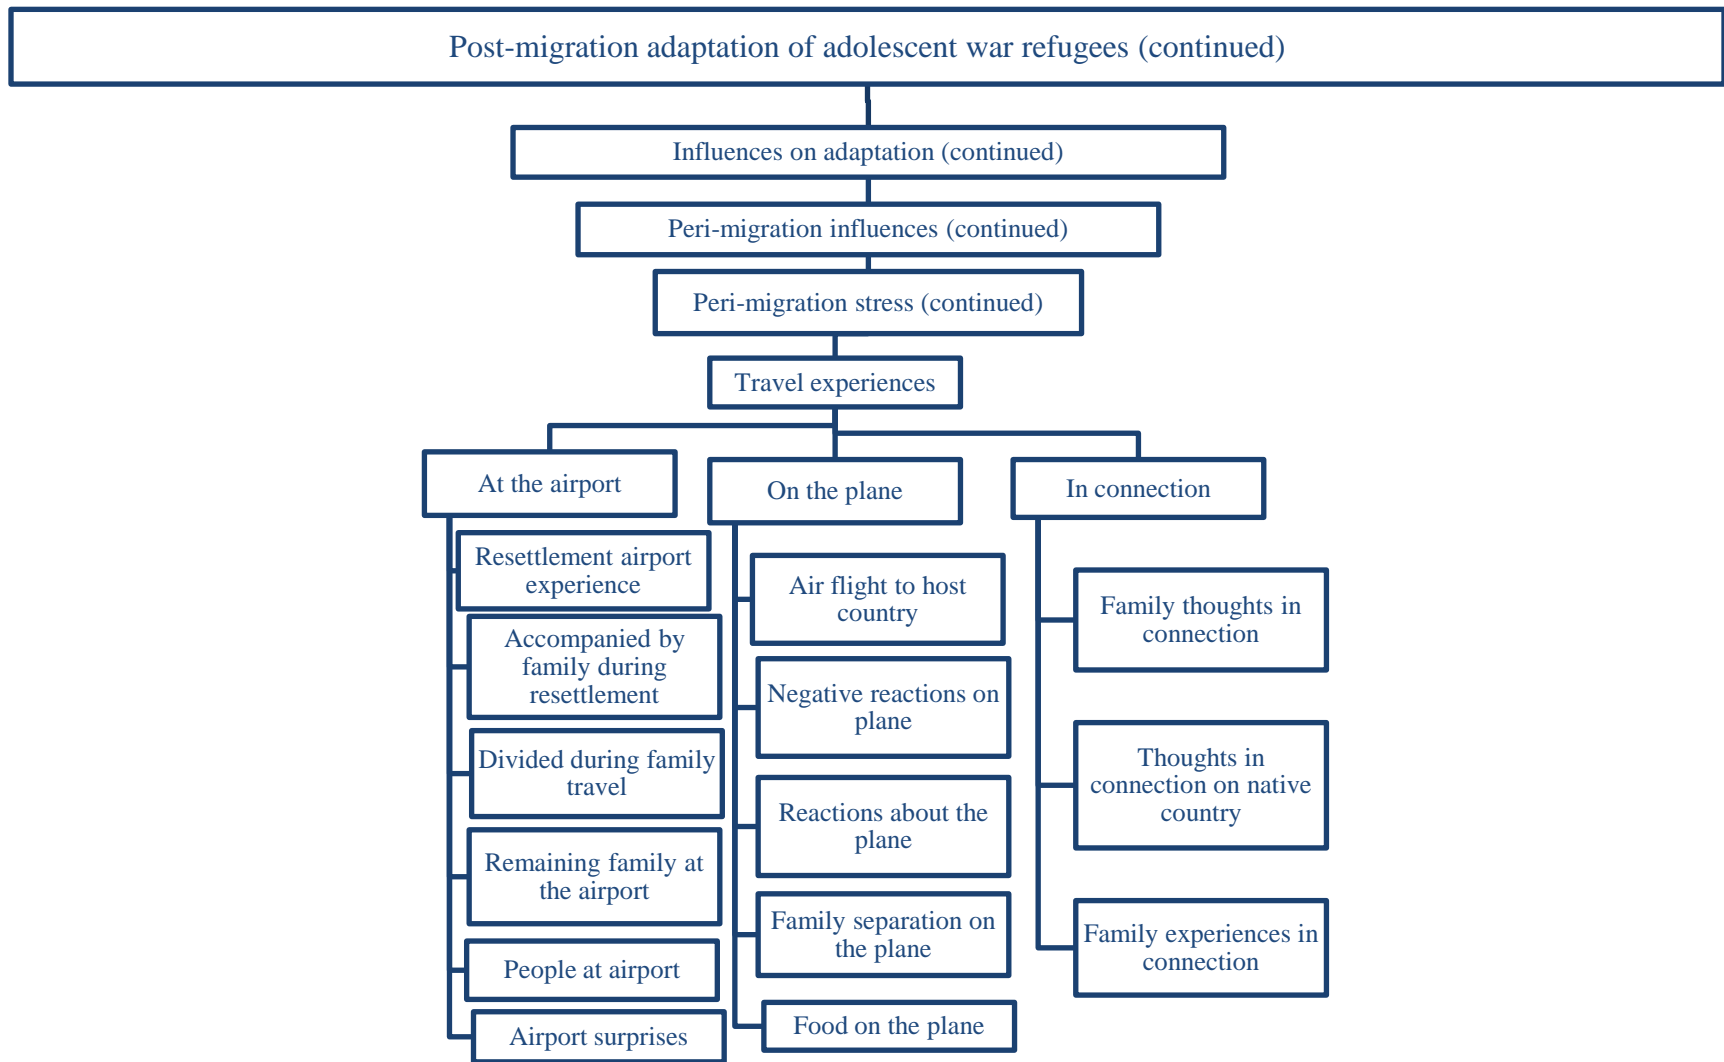 Post-migration adaptation of adolescent war refugees (continued)
Influences on adaptation (continued)
Peri-migration influences (continued)
Peri-migration stress (continued)
Travel experiences
At the airport
Resettlement airport
experience
Accompanied by
family during
resettlement
Divided during family
travel
Remaining family at
the airport
People at airport
Airport surprises
On the plane
Air flight to host
country
Negative reactions on
plane
Reactions about the
plane
Family separation on
the plane
Food on the plane
In connection
Family thoughts in
connection
Thoughts in
connection on native
country
Family experiences in
connection